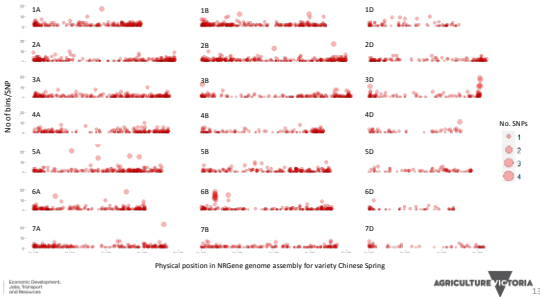 1A
1B
1D
2A
2B
2D
3A
3B
3D
4A
4B
4D
5A
5B
5D
6A
6B
6D
7A
7B
7D
No of bins/SNP
No. SNPs
1
2
3
4
Physical position in NRGene genome assembly for variety Chinese Spring
Economic Development,
Jobs, Transport
and Resources
AGRICULTURE VICTORIA
13